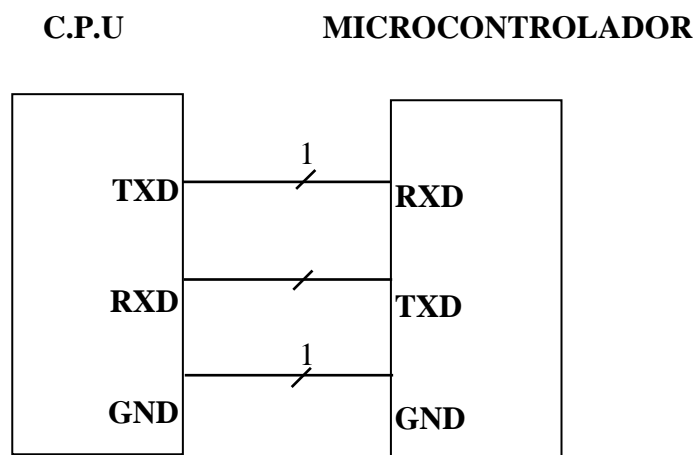 C.P.U MICROCONTROLADOR
1
TXD RXD
RXD TXD
1
GND GND